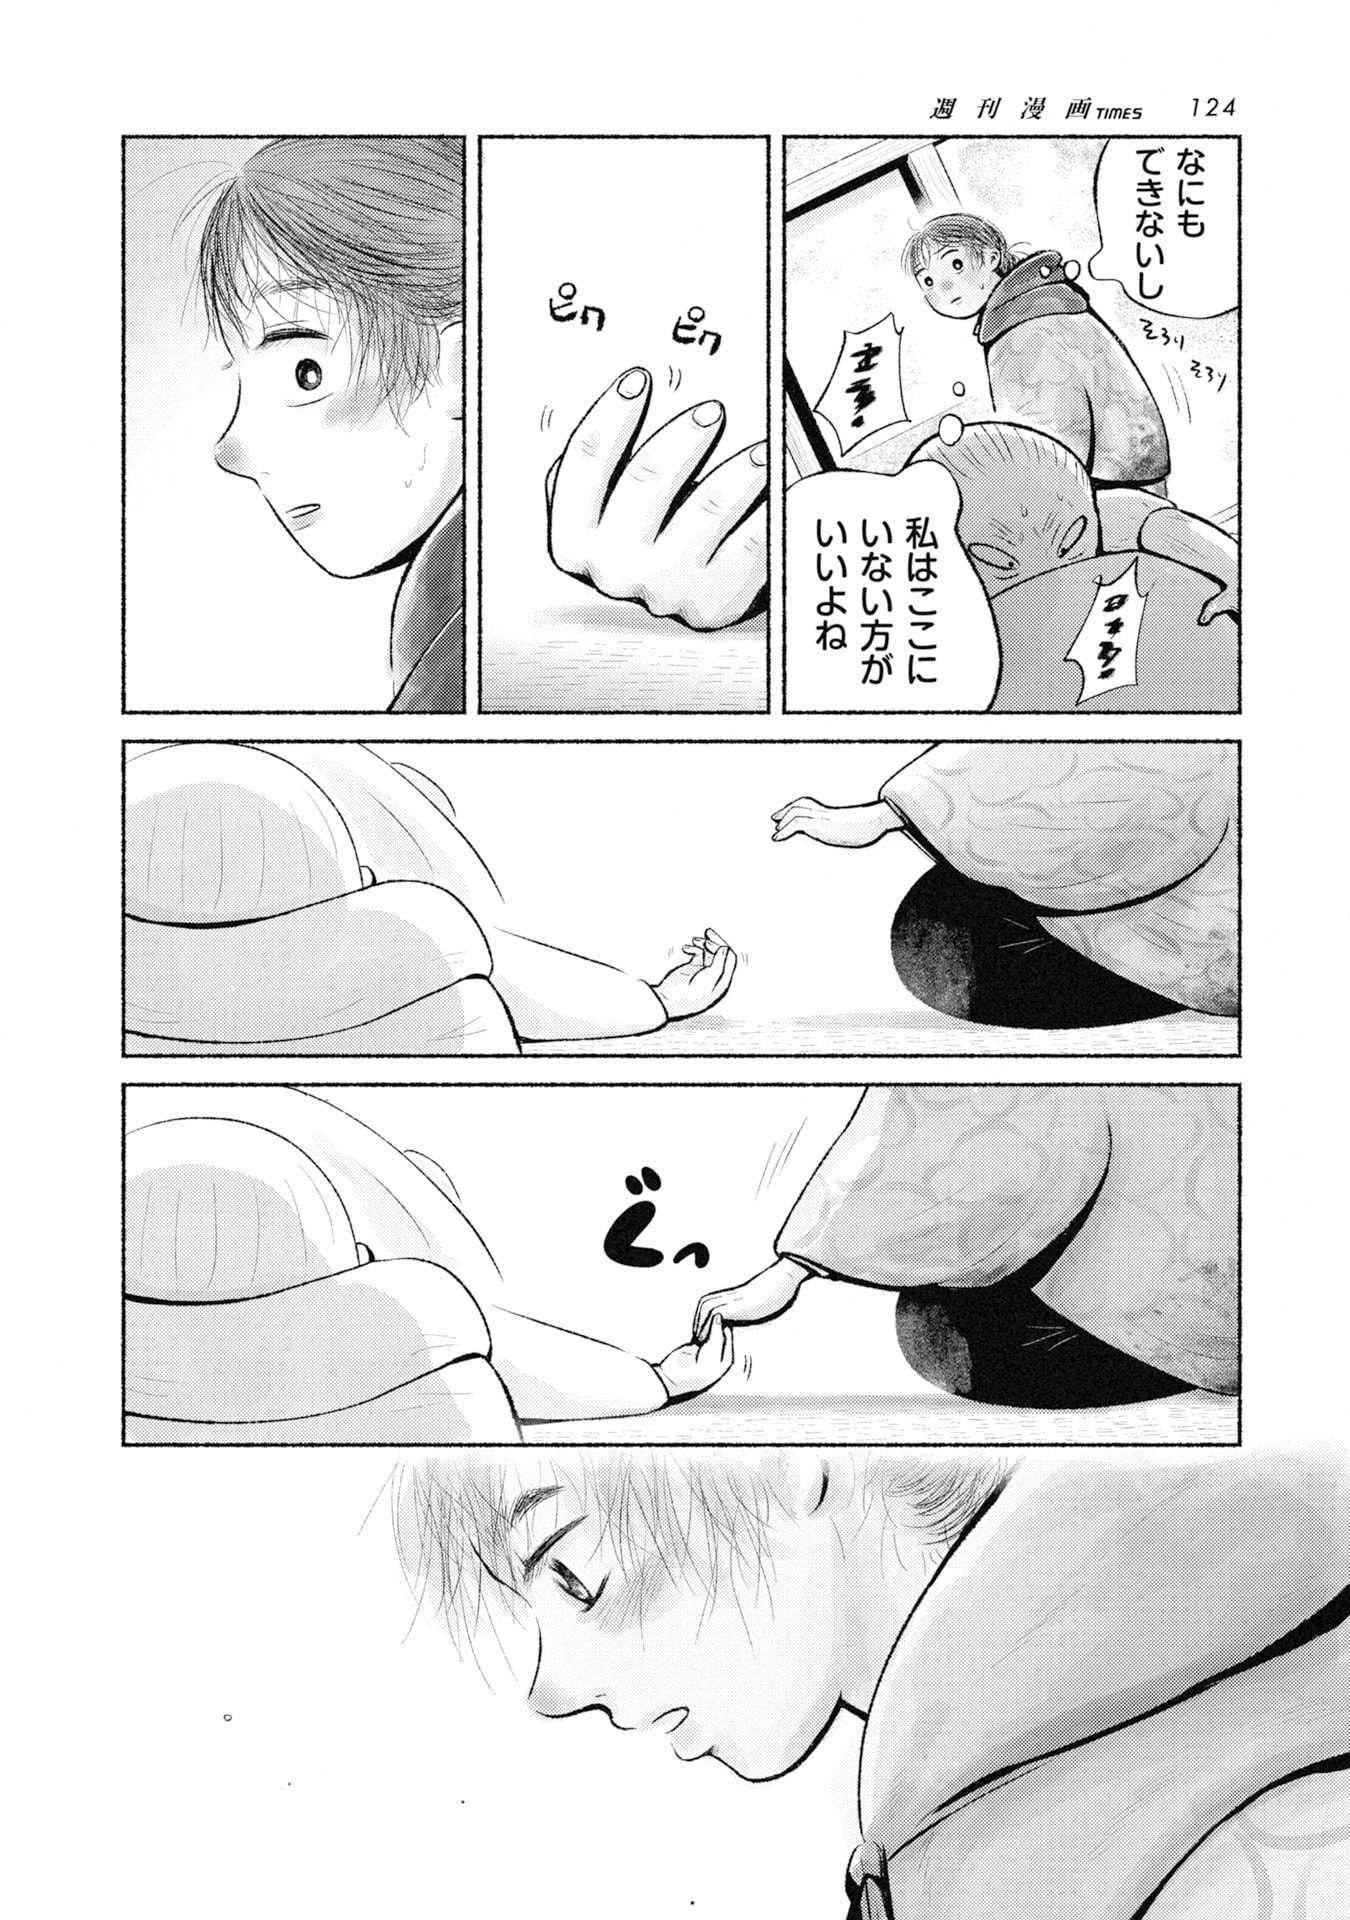 週刊漫画TIMES 124
なにも
できないし
そろり
そろり
私はここに
いない方が
いいよね
ピク
ピク
ぐっ